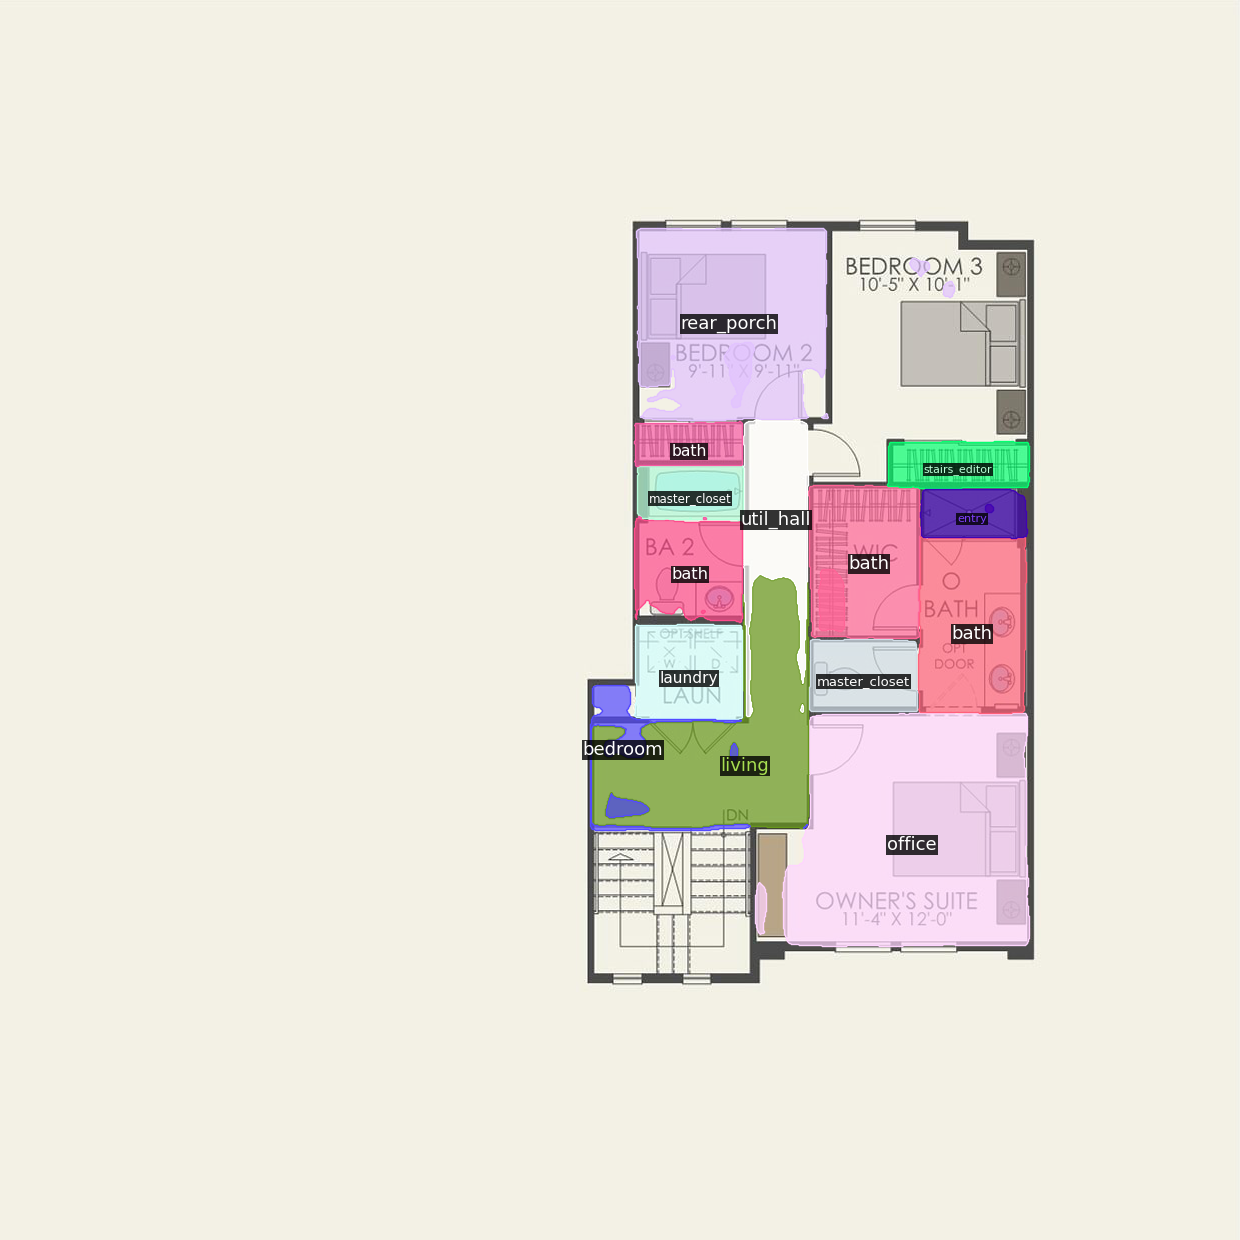 BEDROOM 3
10'-5" X 10'-1"
rear_porch
BEDROOM 2
9'-11" X 9'-11"
bath
stairs_editor
master_closet
util_hall
entry
BA 2
bath
WIC
bath
BATH
bath
OPT SHELF
W D
laundry
LAUN
OPT
DOOR
master_closet
bedroom
living
DN
office
OWNER'S SUITE
11'-4" X 12'-0"